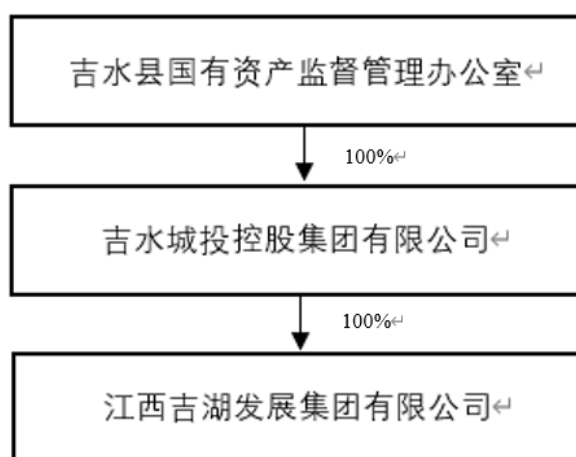 吉水县国有资产监督管理办公室↵
100%↵
吉水城投控股集团有限公司↵
100%↵
江西吉湖发展集团有限公司↵